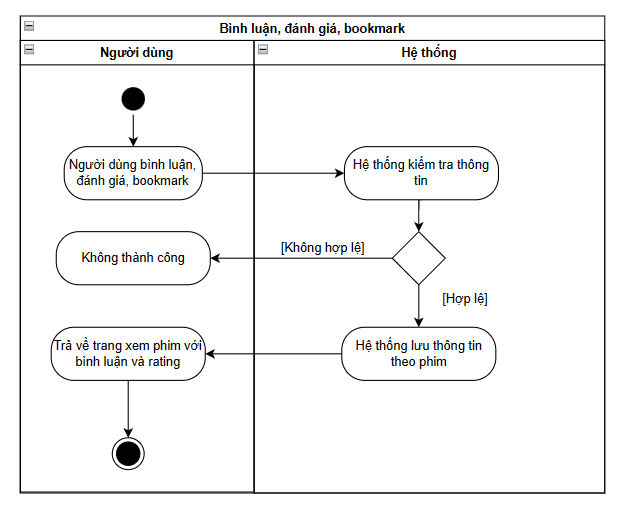 Bình luận, đánh giá, bookmark
Người dùng
Hệ thống
Người dùng bình luận,
đánh giá, bookmark
Hệ thống kiểm tra thông
tin
Không thành công
[Không hợp lệ]
[Hợp lệ]
Trả về trang xem phim với
bình luận và rating
Hệ thống lưu thông tin
theo phim